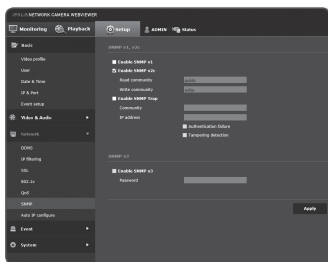 iPOLiS NETWORK CAMERA WEBVIEWER
Monitoring
Playback
Setup
ADMIN
Status
Basic
Video profile
User
Date & Time
IP & Port
Event setup
Video & Audio
Network
DDNS
IP filtering
SSL
802.1x
QoS
SNMP
Auto IP configure
Event
System
SNMP v1, v2c
Enable SNMP v1
Enable SNMP v2c
Read community
public
Write community
write
Enable SNMP Trap
Community
IP address
Authentication failure
Tampering detection
SNMP v3
Enable SNMP v3
Password
Apply